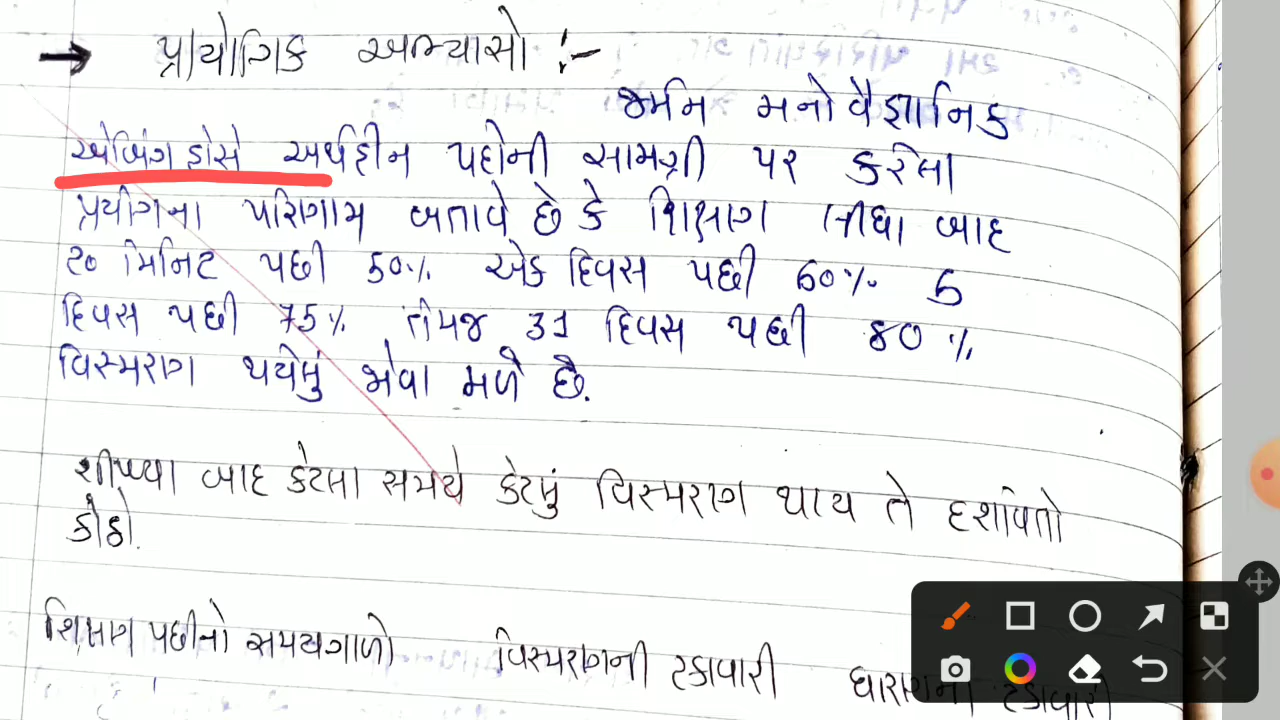 → પ્રાયોગિક અભ્યાસો :-
જર્મન મનોવૈજ્ઞાનિક
એબિંગ હોસે અર્થહીન પદોની સામગ્રી પર કરેલા
પ્રયોગના પરિણામ બતાવે છે કે શિક્ષણ લીધા બાદ
૨૦ મિનિટ પછી 50% એક દિવસ પછી 60% 6
દિવસ પછી 75% તેમજ 31 દિવસ પછી 80%
વિસ્મરણ થયેલું જોવા મળે છે.
શીખ્યા બાદ કેટલા સમયે કેટલું વિસ્મરણ થાય તે દર્શાવતો
કોઠો.
શિક્ષણ પછીનો સમયગાળો વિસ્મરણની ટકાવારી ધારણની ટકાવારી